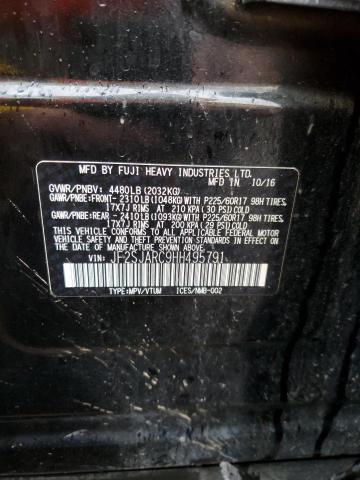 MFD BY FUJI HEAVY INDUSTRIES LTD.
MFD. IN 10/16
GVWR/PNBV: 4480LB(2032KG)
GAWR/PNBE:FRONT- 2310LB(1048KG) WITH P225/60R17 98H TIRES,
17X7J RIMS AT 210 KPA(30 PSI)COLD
GAWR/PNBE:REAR - 2410LB(1093KG) WITH P225/60R17 98H TIRES,
17X7J RIMS AT 200 KPA(29 PSI)COLD
THIS VEHICLE CONFORMS TO ALL APPLICABLE FEDERAL MOTOR
VEHICLE SAFETY, BUMPER, AND THEFT PREVENTION STANDARDS
IN EFFECT ON THE DATE OF MANUFACTURE SHOWN ABOVE.
VIN: JF2SJARC9HH495791
TYPE:MPV/VTUM ICES/NMB-002